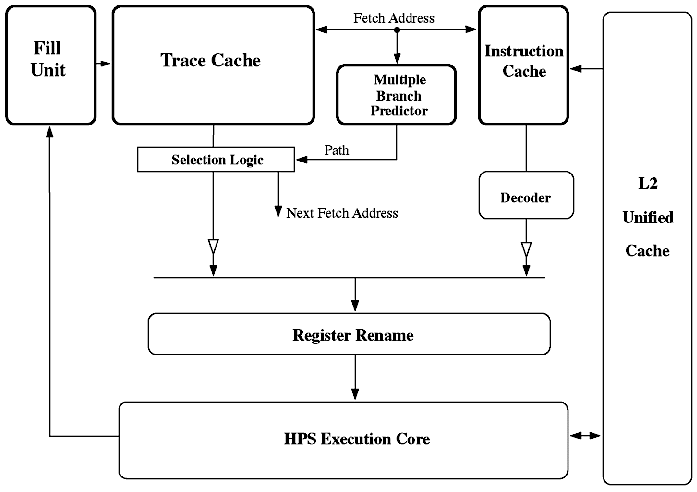 Fetch Address
Fill
Unit
Trace Cache
Instruction
Cache
Multiple
Branch
Predictor
Selection Logic
Path
Next Fetch Address
Decoder
L2
Unified
Cache
Register Rename
HPS Execution Core